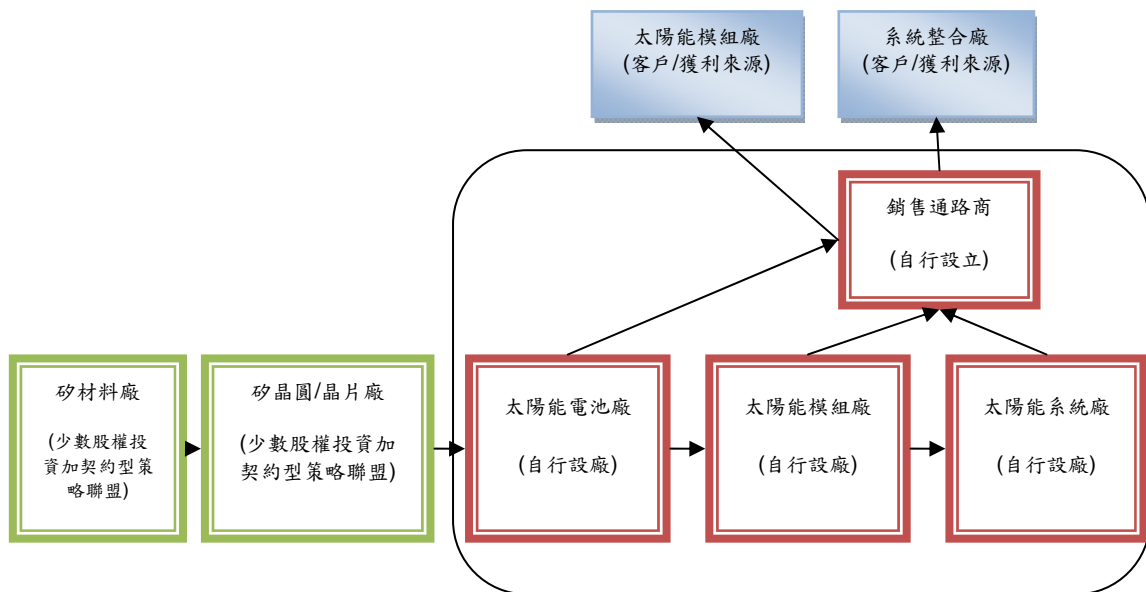 太陽能模組廠
(客戶/獲利來源)
系統整合廠
(客戶/獲利來源)
銷售通路商
(自行設立)
矽材料廠
(少數股權投
資加契約型策
略聯盟)
矽晶圓/晶片廠
(少數股權投資加
契約型策略聯盟)
太陽能電池廠
(自行設廠)
太陽能模組廠
(自行設廠)
太陽能系統廠
(自行設廠)